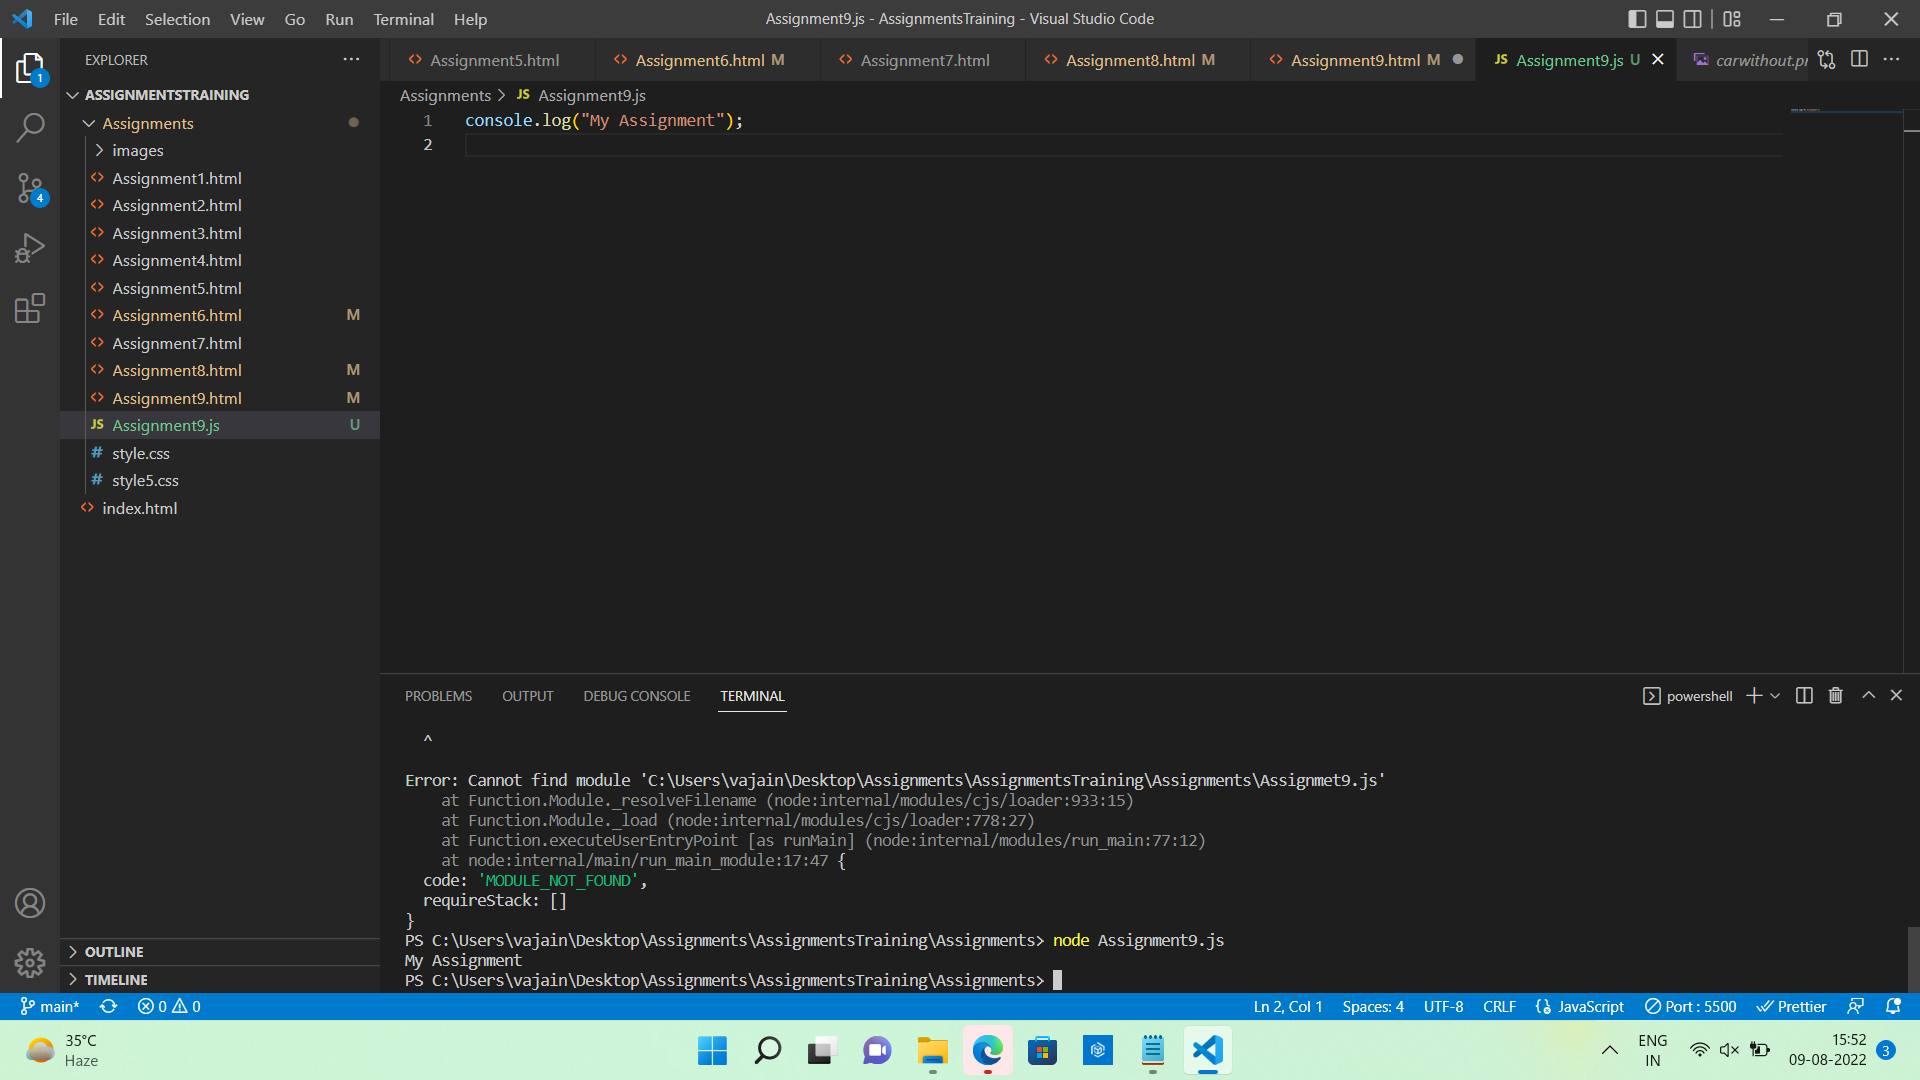 File Edit Selection View Go Run Terminal Help
Assignment9.js - AssignmentsTraining - Visual Studio Code
EXPLORER
Assignment5.html Assignment6.html M Assignment7.html Assignment8.html M Assignment9.html M JS Assignment9.js U carwithout.pr
ASSIGNMENTSTRAINING
Assignments
images
Assignment1.html
Assignment2.html
Assignment3.html
Assignment4.html
Assignment5.html
Assignment6.html M
Assignment7.html
Assignment8.html M
Assignment9.html M
JS Assignment9.js U
# style.css
# style5.css
index.html
OUTLINE
TIMELINE
1
4
Assignments > JS Assignment9.js
1 console.log("My Assignment");
2
PROBLEMS OUTPUT DEBUG CONSOLE TERMINAL
powershell
^
Error: Cannot find module 'C:\Users\vajain\Desktop\Assignments\AssignmentsTraining\Assignments\Assignmet9.js'
at Function.Module._resolveFilename (node:internal/modules/cjs/loader:933:15)
at Function.Module._load (node:internal/modules/cjs/loader:778:27)
at Function.executeUserEntryPoint [as runMain] (node:internal/modules/run_main:77:12)
at node:internal/main/run_main_module:17:47 {
code: 'MODULE_NOT_FOUND',
requireStack: []
}
PS C:\Users\vajain\Desktop\Assignments\AssignmentsTraining\Assignments> node Assignment9.js
My Assignment
PS C:\Users\vajain\Desktop\Assignments\AssignmentsTraining\Assignments>
main* 0 0
Ln 2, Col 1 Spaces: 4 UTF-8 CRLF JavaScript Port : 5500 Prettier
35°C
Haze
ENG
IN
15:52
09-08-2022
3